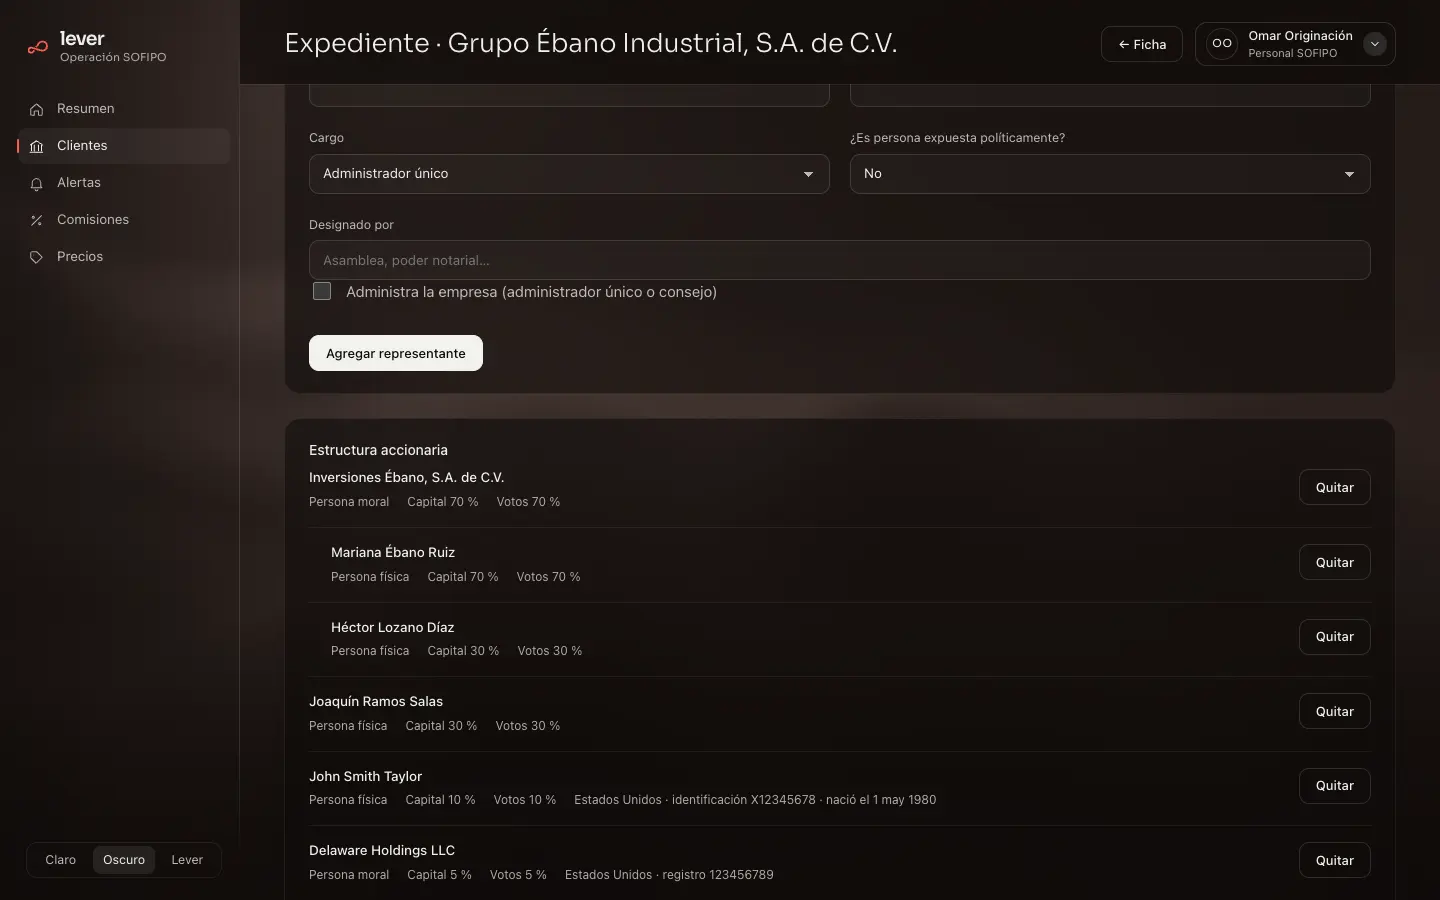 lever
Operación SOFIPO
Resumen
Clientes
Alertas
Comisiones
Precios
Claro Oscuro Lever
Expediente · Grupo Ébano Industrial, S.A. de C.V.
← Ficha
OO
Omar Originación
Personal SOFIPO
Cargo
¿Es persona expuesta políticamente?
Administrador único
No
Designado por
Asamblea, poder notarial...
Administra la empresa (administrador único o consejo)
Agregar representante
Estructura accionaria
Inversiones Ébano, S.A. de C.V.
Persona moral Capital 70 % Votos 70 %
Quitar
Mariana Ébano Ruiz
Persona física Capital 70 % Votos 70 %
Quitar
Héctor Lozano Díaz
Persona física Capital 30 % Votos 30 %
Quitar
Joaquín Ramos Salas
Persona física Capital 30 % Votos 30 %
Quitar
John Smith Taylor
Persona física Capital 10 % Votos 10 % Estados Unidos · identificación X12345678 · nació el 1 may 1980
Quitar
Delaware Holdings LLC
Persona moral Capital 5 % Votos 5 % Estados Unidos · registro 123456789
Quitar